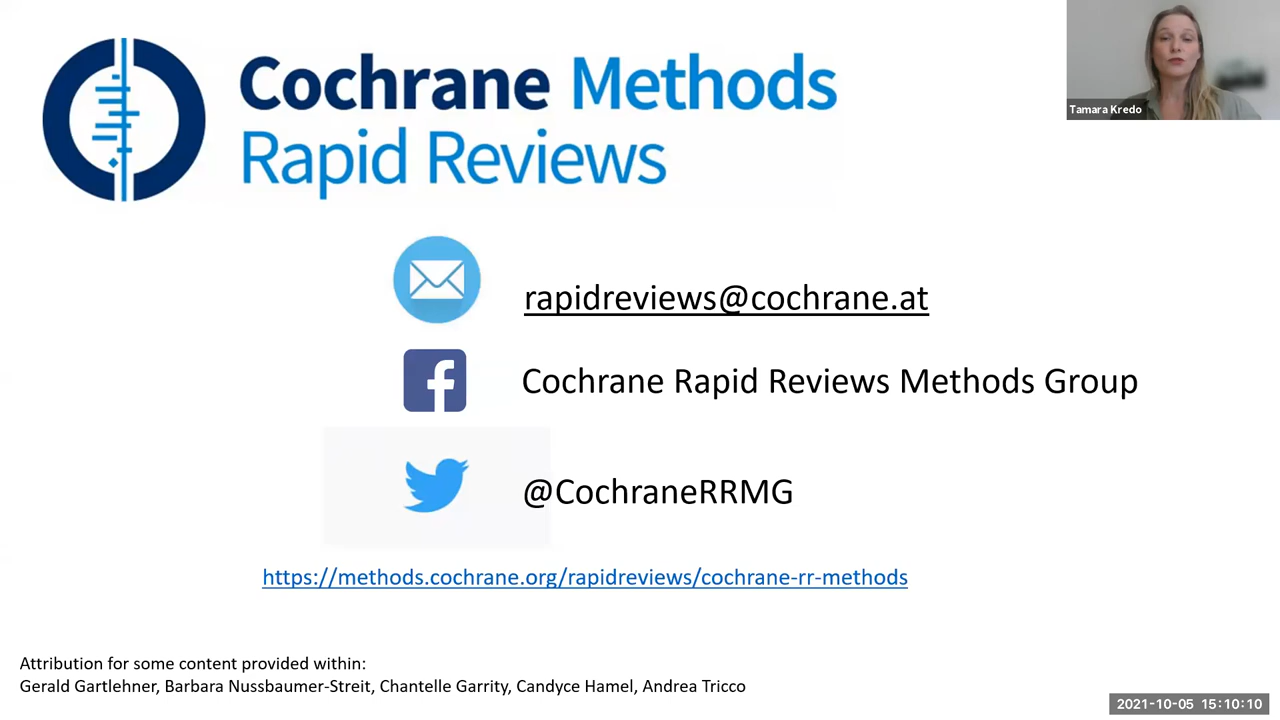 Cochrane Methods
Rapid Reviews
Tamara Kredo
rapidreviews@cochrane.at
Cochrane Rapid Reviews Methods Group
@CochraneRRMG
https://methods.cochrane.org/rapidreviews/cochrane-rr-methods
Attribution for some content provided within:
Gerald Gartlehner, Barbara Nussbaumer-Streit, Chantelle Garrity, Candyce Hamel, Andrea Tricco
2021-10-05 15:10:10